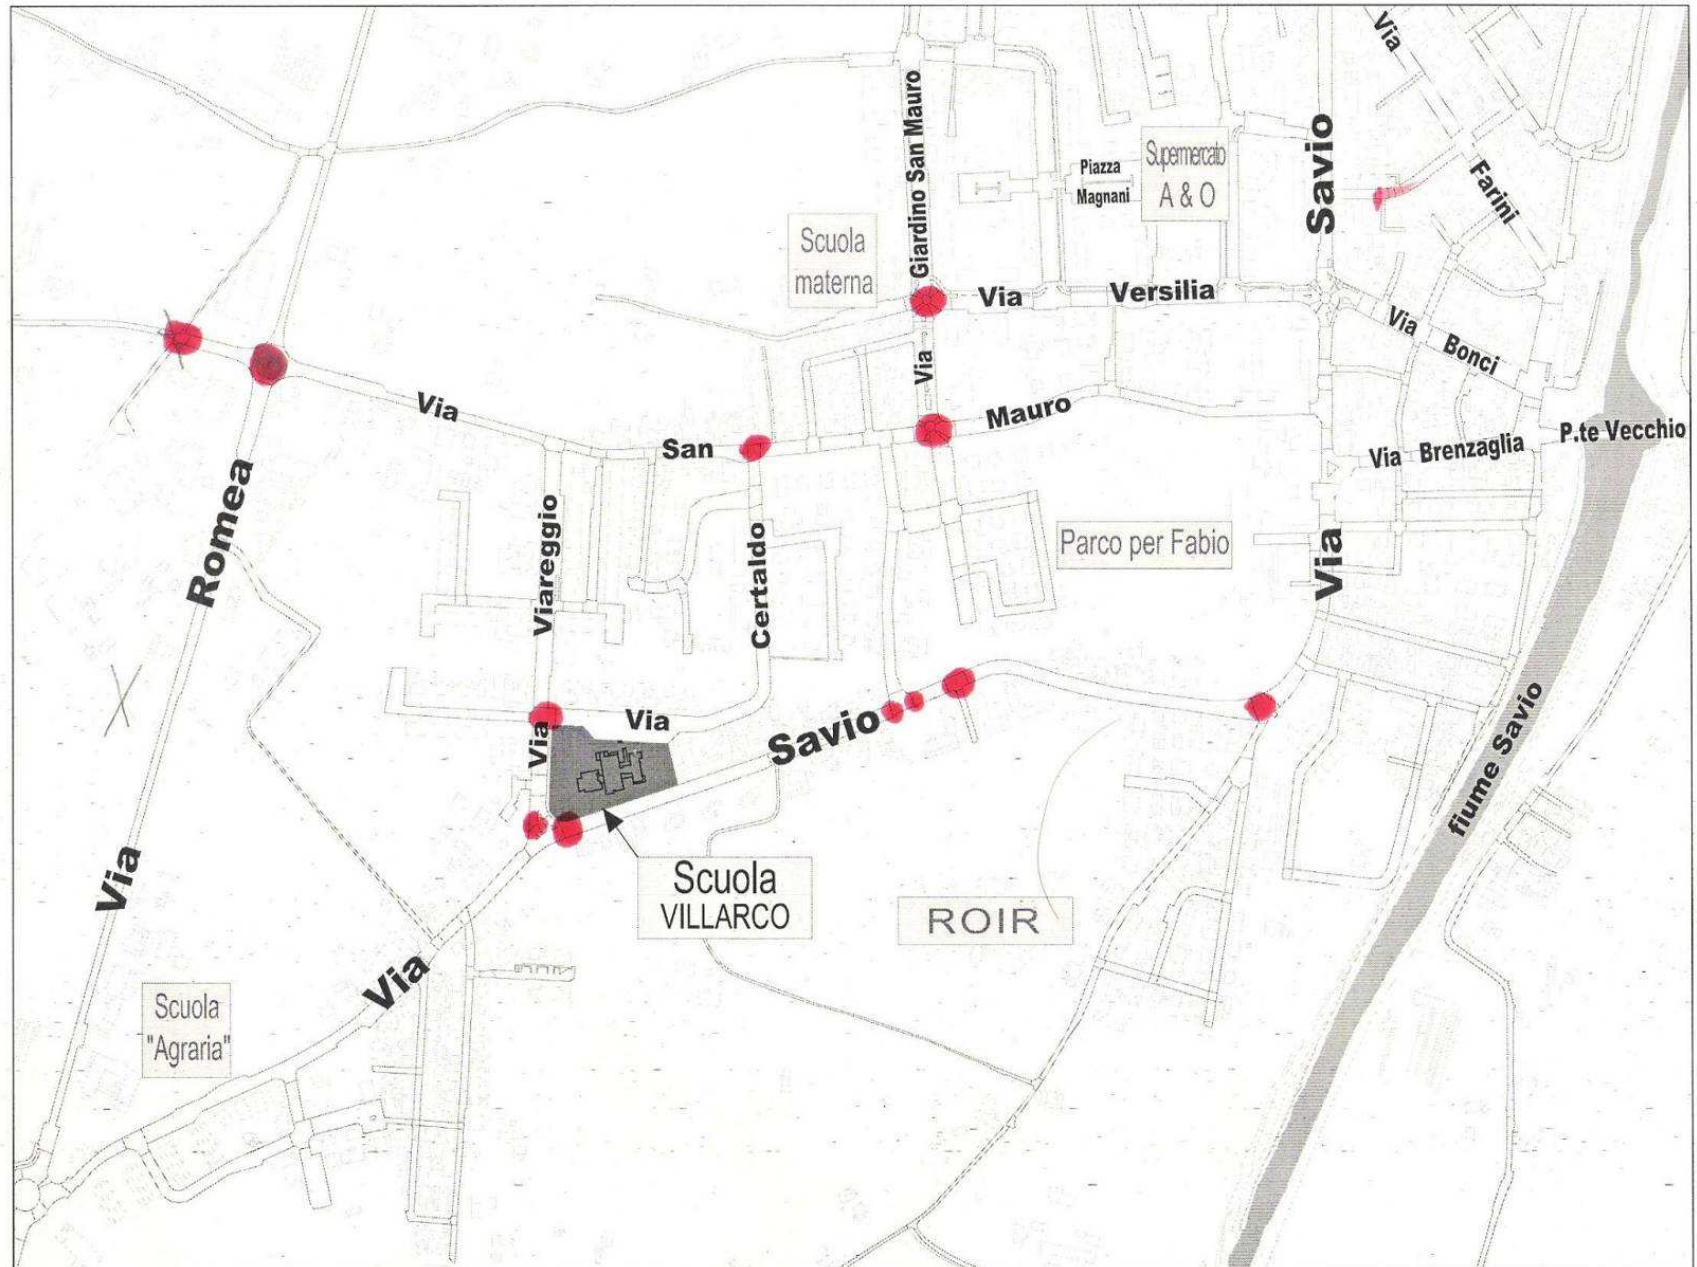 Via
Farini
Savio
Via
Giardino San Mauro
Via
Piazza
Magnani
Supermercato
A & O
Scuola
materna
Via Versilia
Via Bonci
Via San Mauro
Via Brenzaglia
P.te Vecchio
Via Romea
Via Viareggio
Via Certaldo
Parco per Fabio
Via Savio
fiume Savio
Scuola
VILLARCO
ROIR
Scuola
"Agraria"